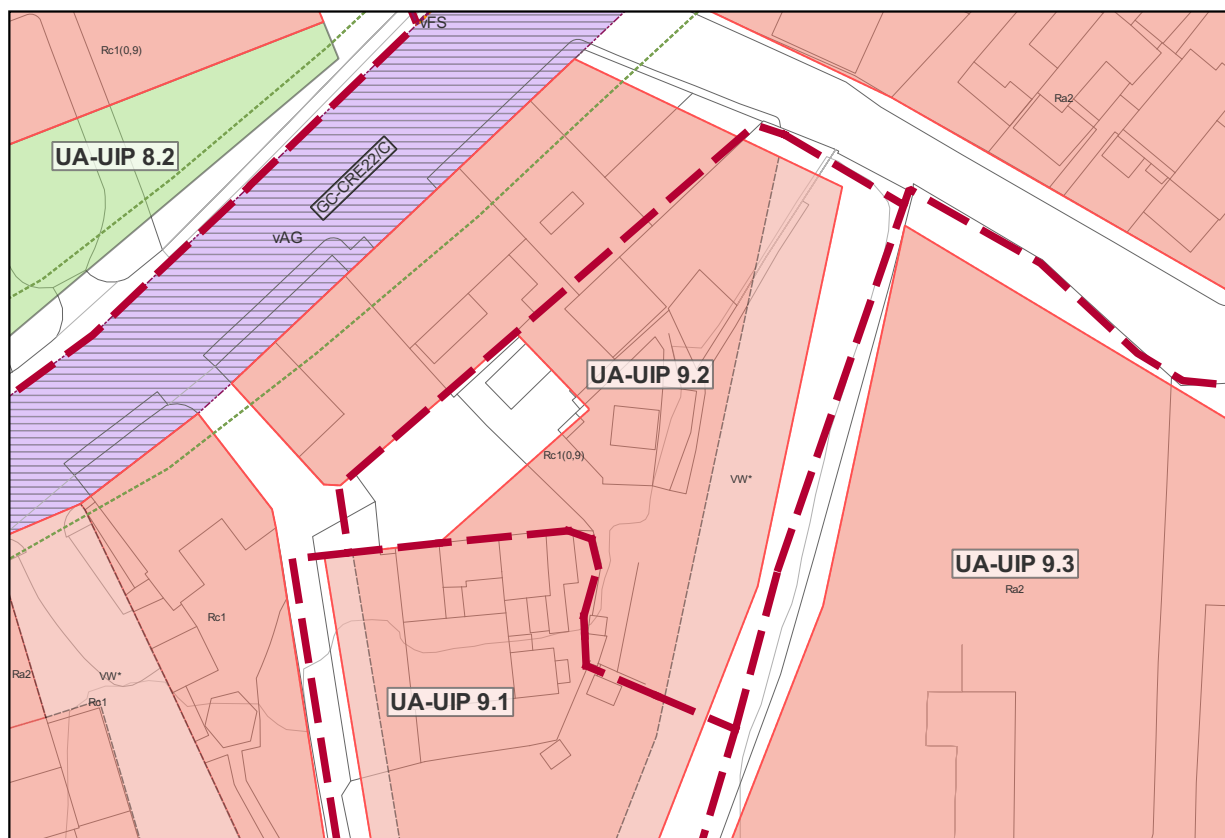 vFS
Rc1(0,9)
Ra2
UA-UIP 8.2
GC-CRE22/C
vAG
UA-UIP 9.2
Rc1(0,9)
VW*
UA-UIP 9.3
Ra2
Rc1
Ra2
VW*
Rc1
UA-UIP 9.1